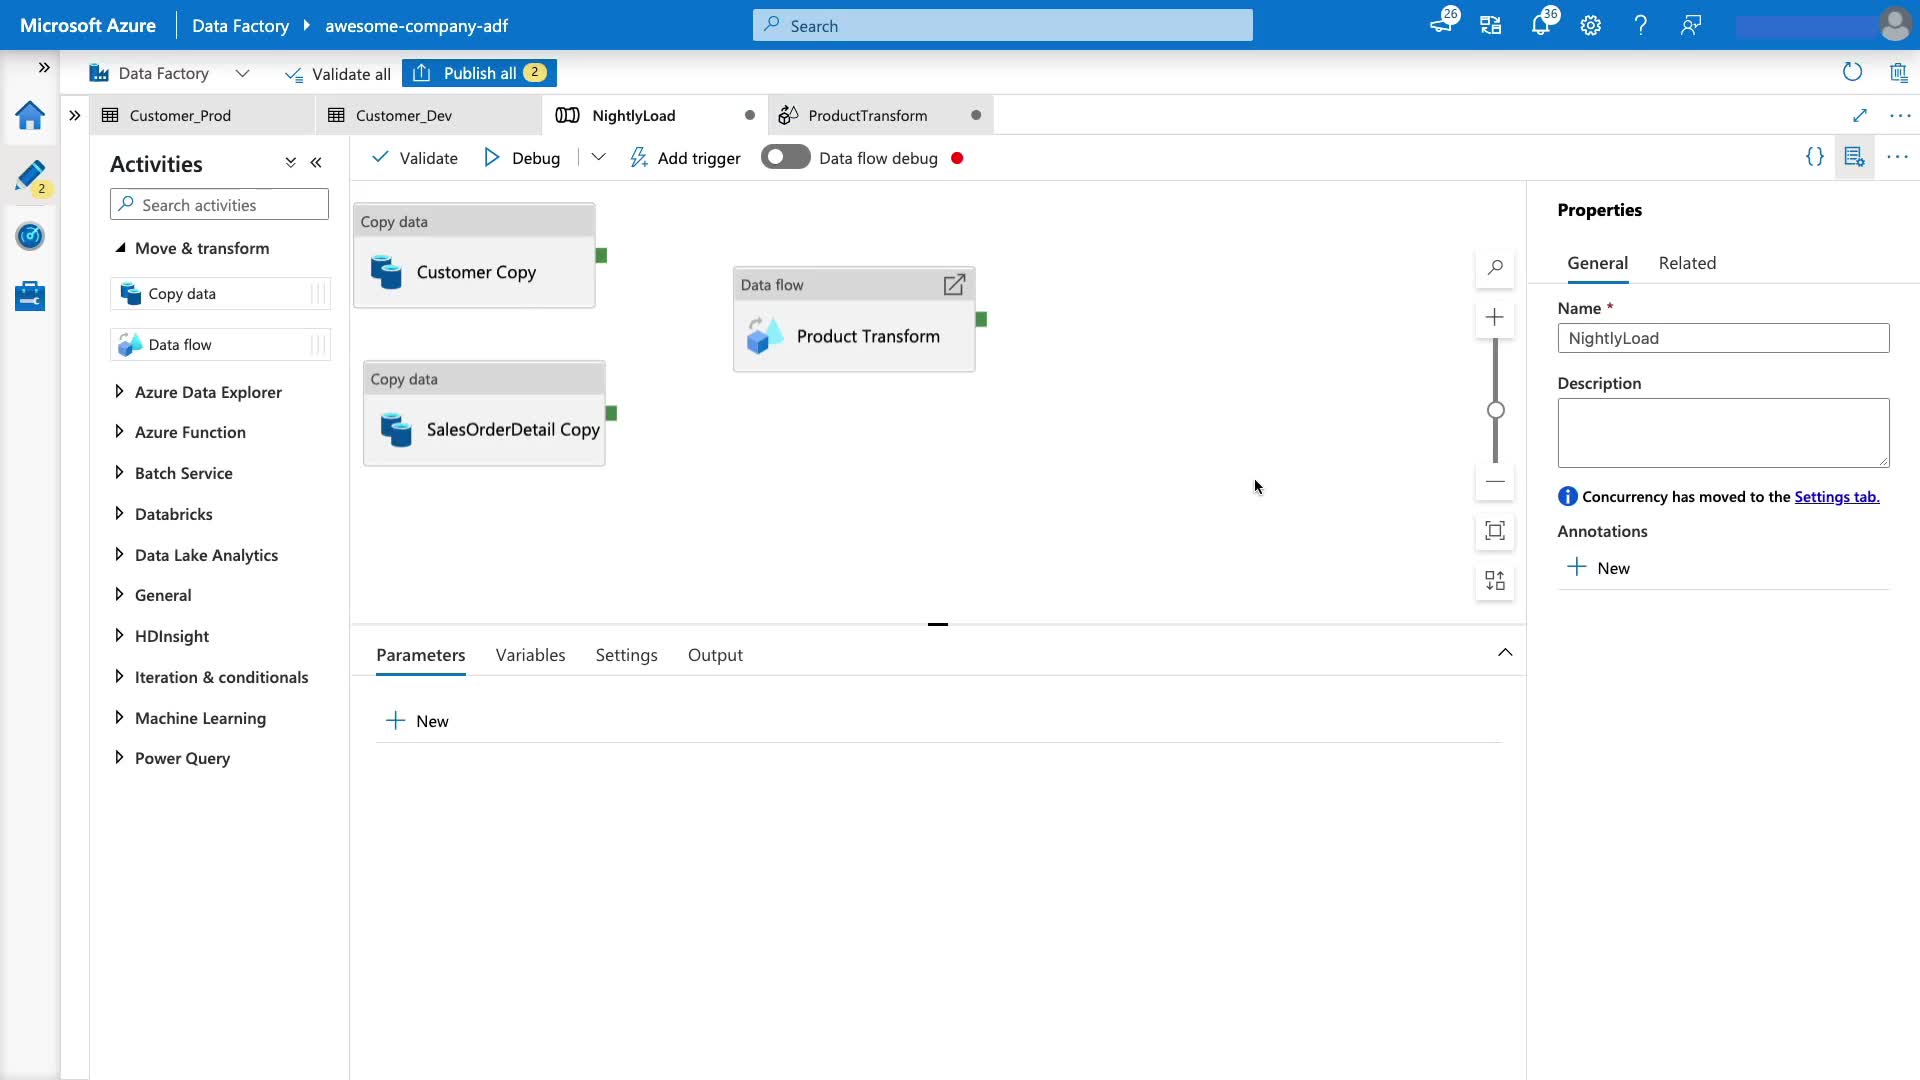 Microsoft Azure
Data Factory
awesome-company-adf
Search
26
36
Data Factory
Validate all
Publish all
2
2
Customer_Prod
Customer_Dev
NightlyLoad
ProductTransform
Activities
Search activities
Move & transform
Copy data
Data flow
Azure Data Explorer
Azure Function
Batch Service
Databricks
Data Lake Analytics
General
HDInsight
Iteration & conditionals
Machine Learning
Power Query
Validate
Debug
Add trigger
Data flow debug
Copy data
Customer Copy
Data flow
Product Transform
Copy data
SalesOrderDetail Copy
Parameters
Variables
Settings
Output
New
Properties
General
Related
Name *
NightlyLoad
Description
Concurrency has moved to the Settings tab.
Annotations
New